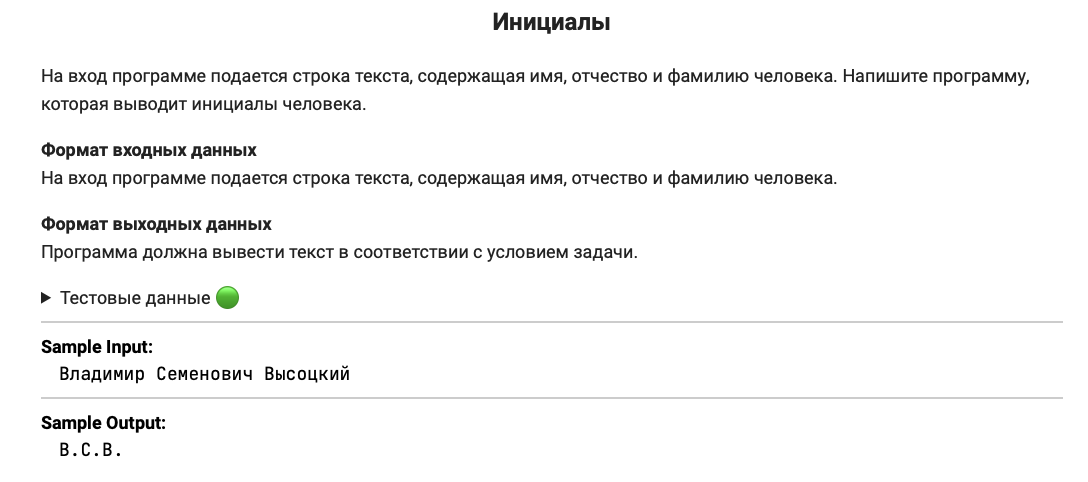 Инициалы
На вход программе подается строка текста, содержащая имя, отчество и фамилию человека. Напишите программу,
которая выводит инициалы человека.
Формат входных данных
На вход программе подается строка текста, содержащая имя, отчество и фамилию человека.
Формат выходных данных
Программа должна вывести текст в соответствии с условием задачи.
Тестовые данные
Sample Input:
Владимир Семенович Высоцкий
Sample Output:
В.С.В.